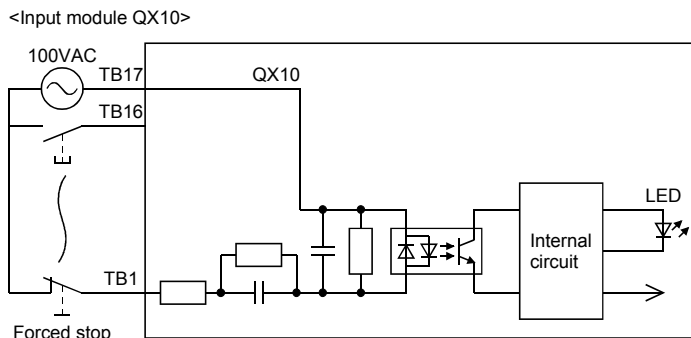 <Input module QX10>
100VAC
TB17
QX10
TB16
LED
Internal
circuit
TB1
Forced stop